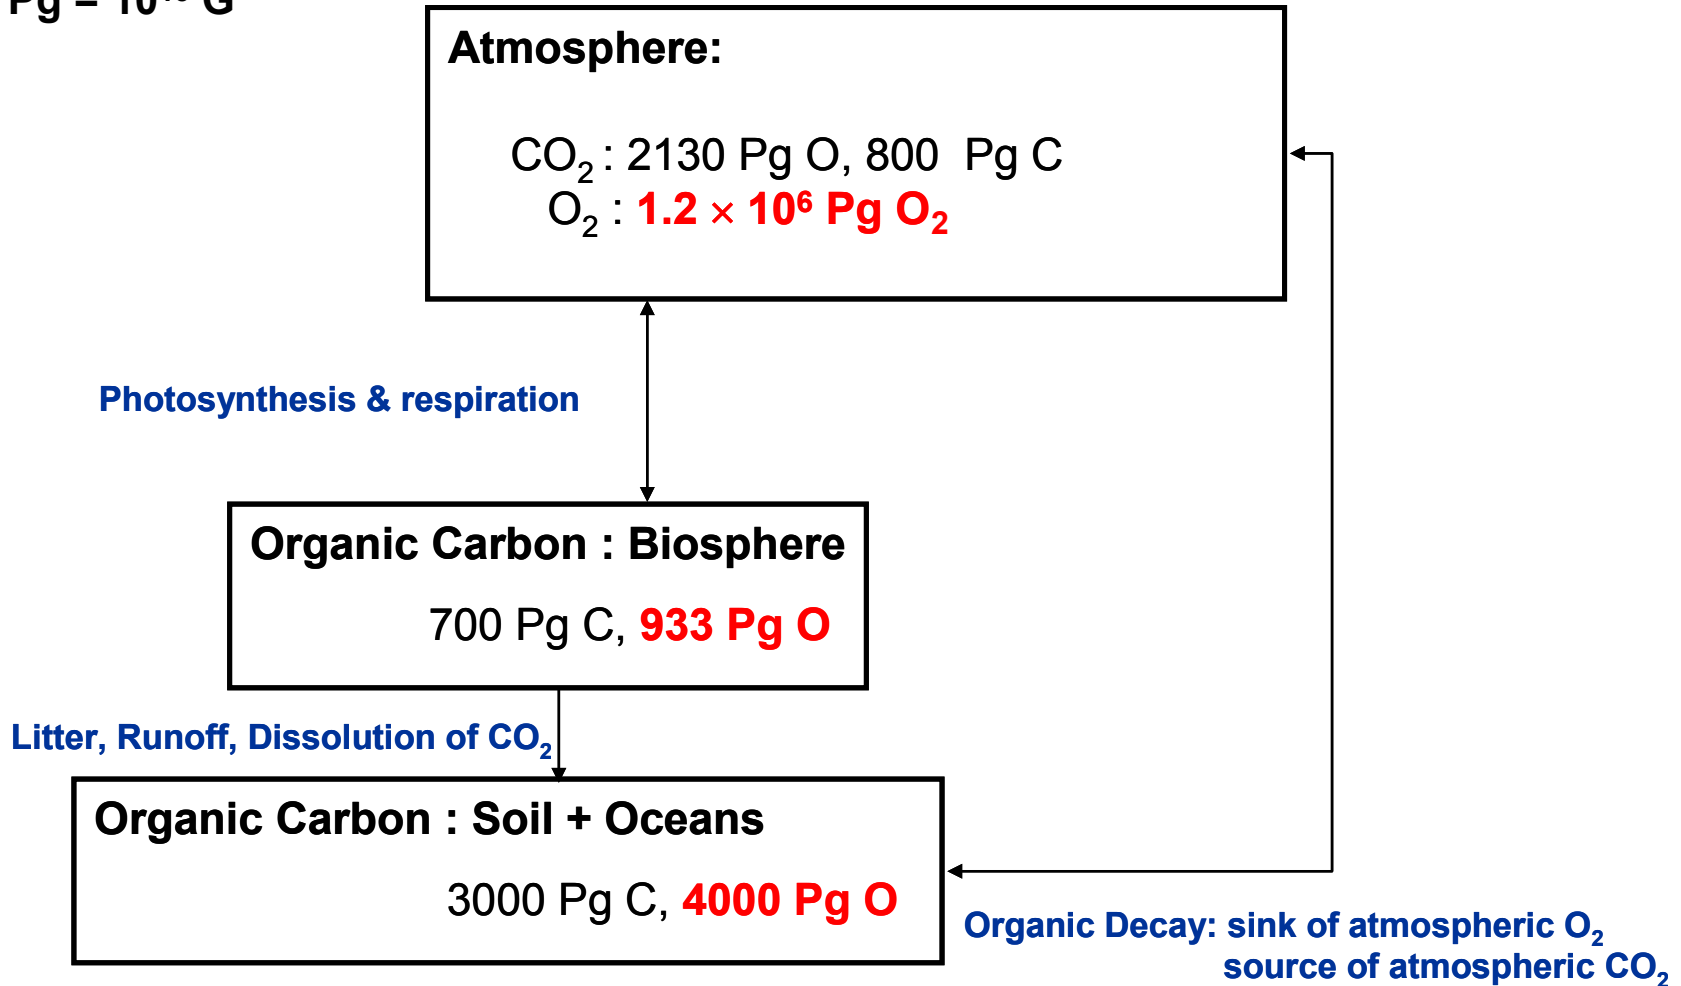 Pg = 10 G
Atmosphere:
CO₂ : 2130 Pg O, 800 Pg C
O₂ : 1.2 × 10⁶ Pg O₂
Photosynthesis & respiration
Organic Carbon : Biosphere
700 Pg C, 933 Pg O
Litter, Runoff, Dissolution of CO₂
Organic Carbon : Soil + Oceans
3000 Pg C, 4000 Pg O
Organic Decay: sink of atmospheric O₂
source of atmospheric CO₂